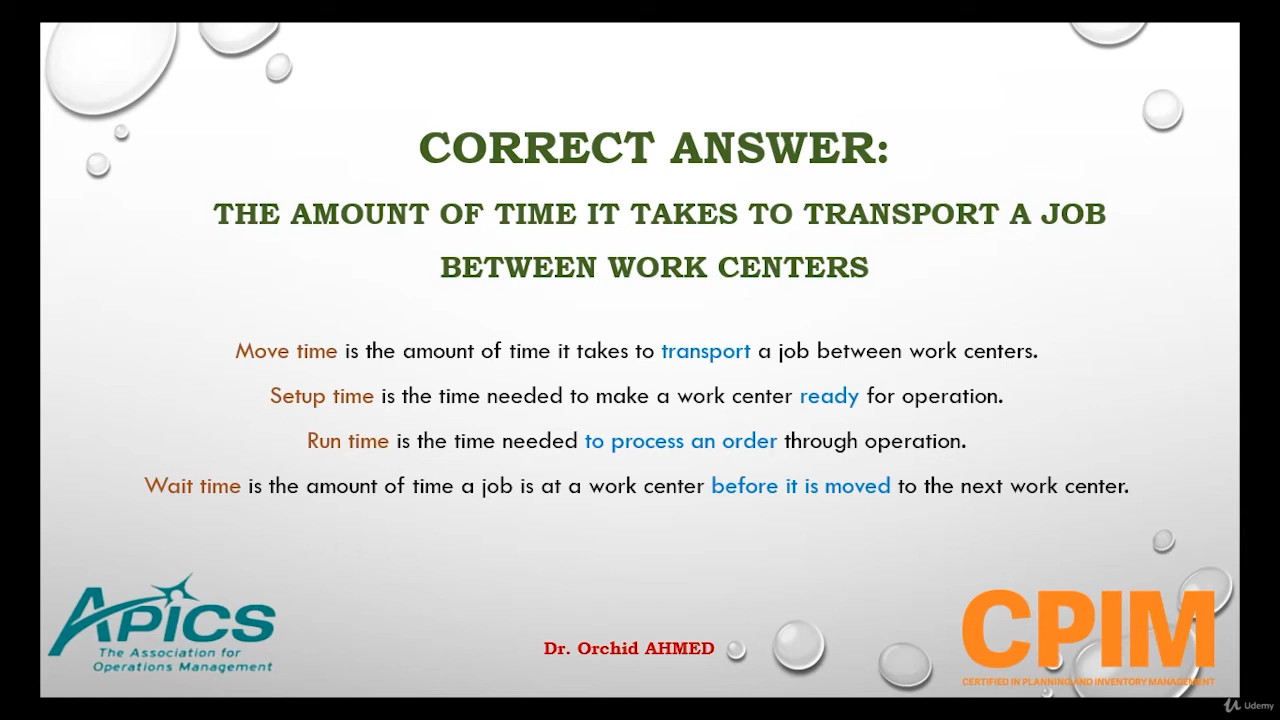 CORRECT ANSWER:
THE AMOUNT OF TIME IT TAKES TO TRANSPORT A JOB
BETWEEN WORK CENTERS
Move time is the amount of time it takes to transport a job between work centers.
Setup time is the time needed to make a work center ready for operation.
Run time is the time needed to process an order through operation.
Wait time is the amount of time a job is at a work center before it is moved to the next work center.
APICS
The Association for
Operations Management
Dr. Orchid AHMED
CPIM
CERTIFIED IN PLANNING AND INVENTORY MANAGEMENT
Udemy